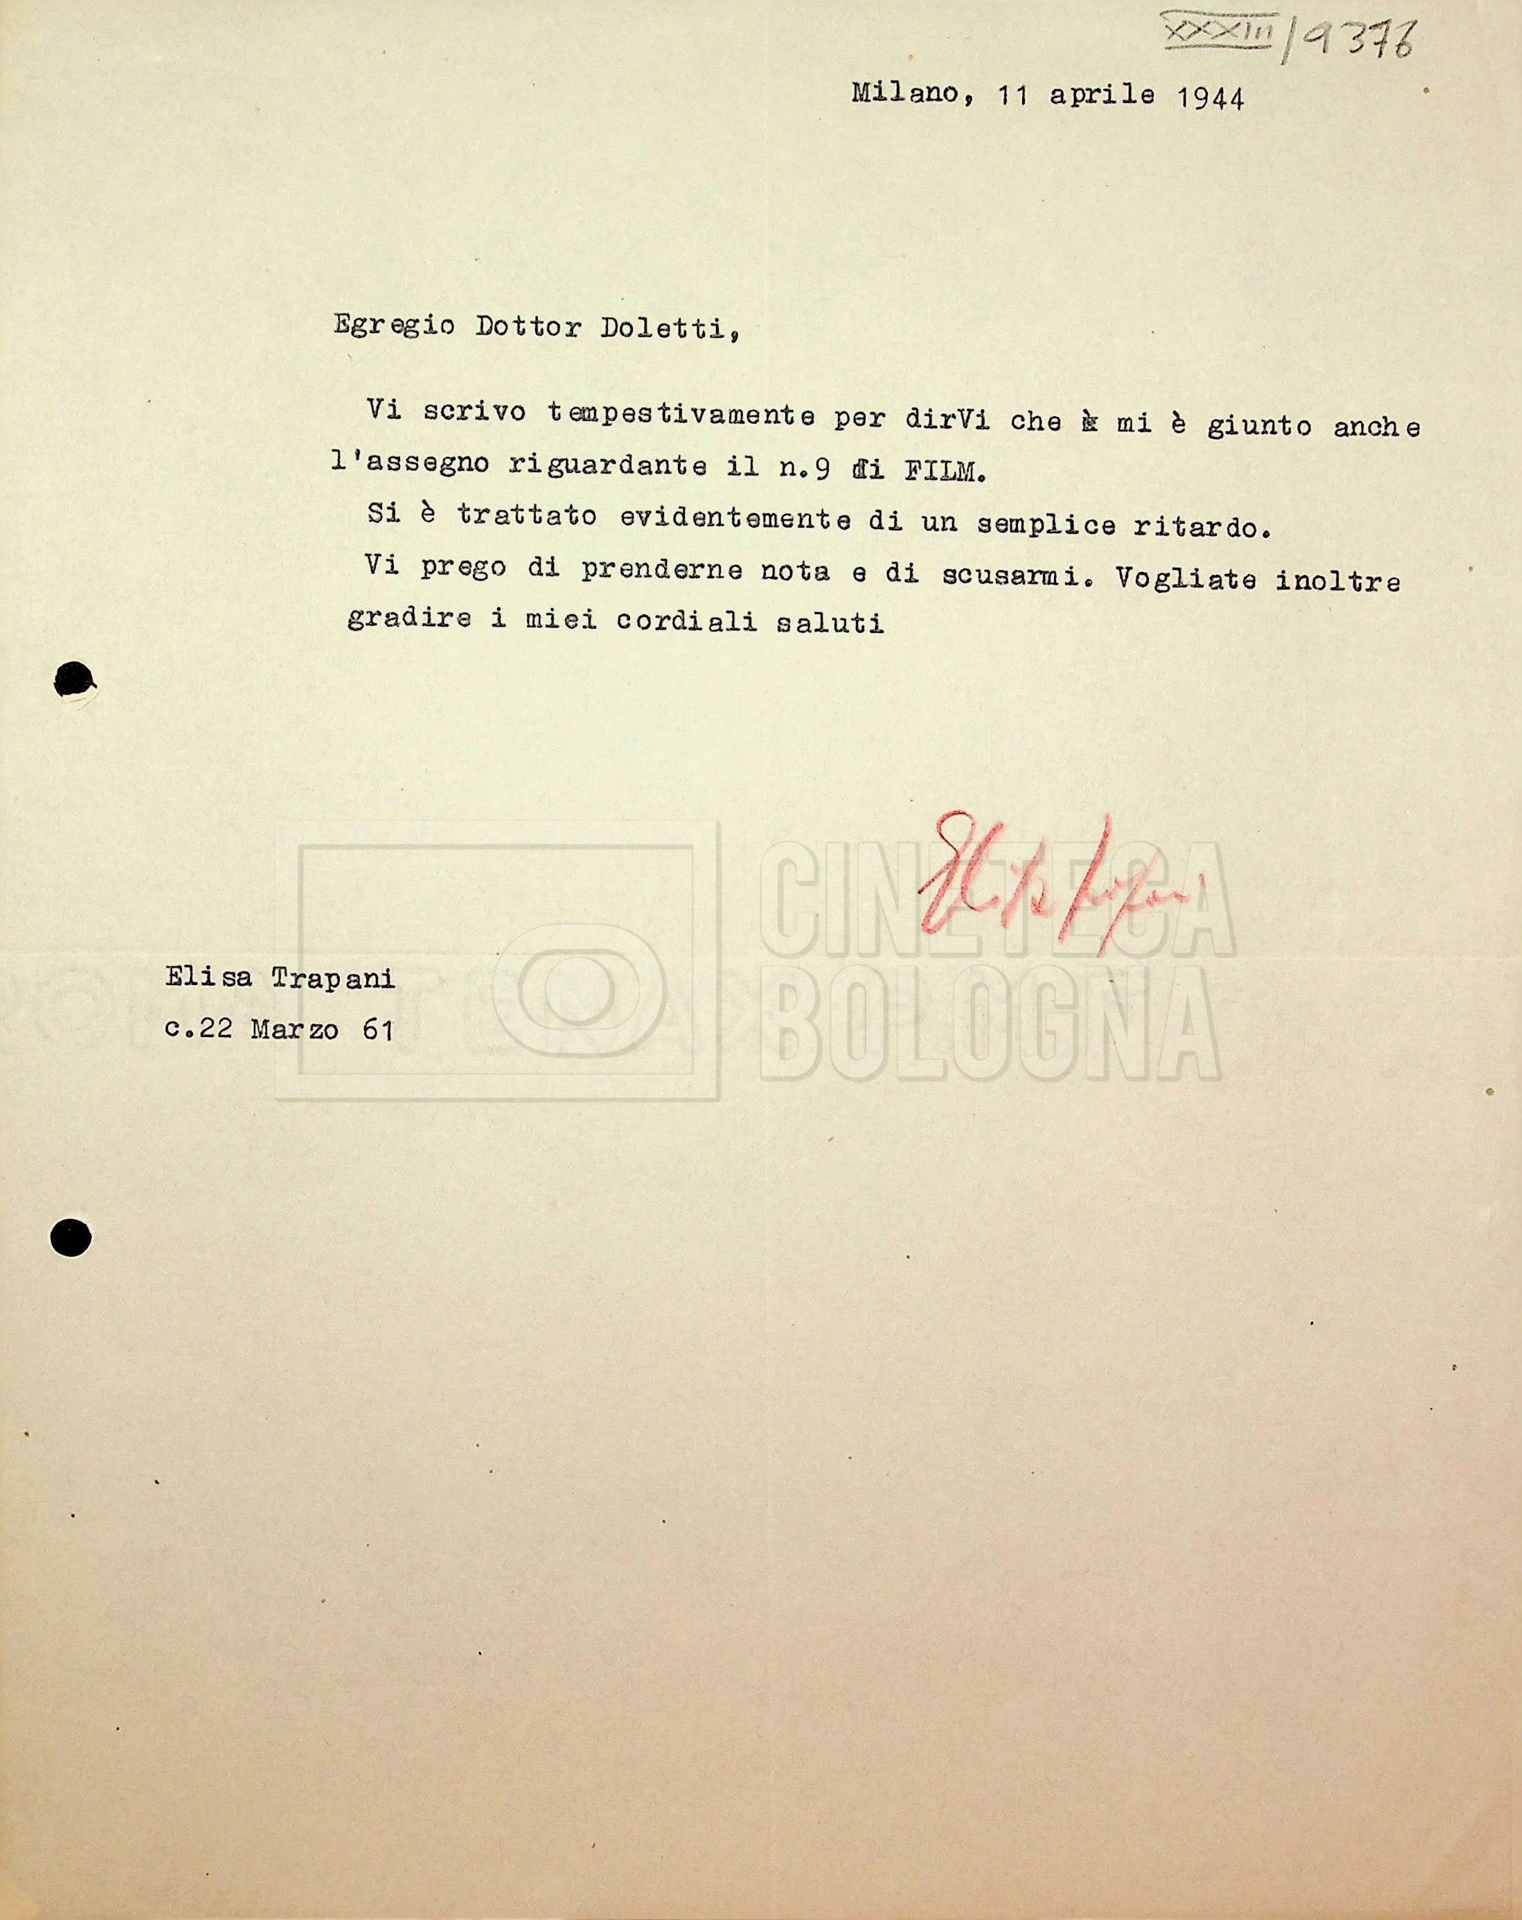 XXXIII/9376
Milano, 11 aprile 1944
Egregio Dottor Doletti,
Vi scrivo tempestivamente per dirVi che mi è giunto anche
l'assegno riguardante il n.9 di FILM.
Si è trattato evidentemente di un semplice ritardo.
Vi prego di prenderne nota e di scusarmi. Vogliate inoltre
gradire i miei cordiali saluti
CINETECA
BOLOGNA
Elisa Trapani
c.22 Marzo 61